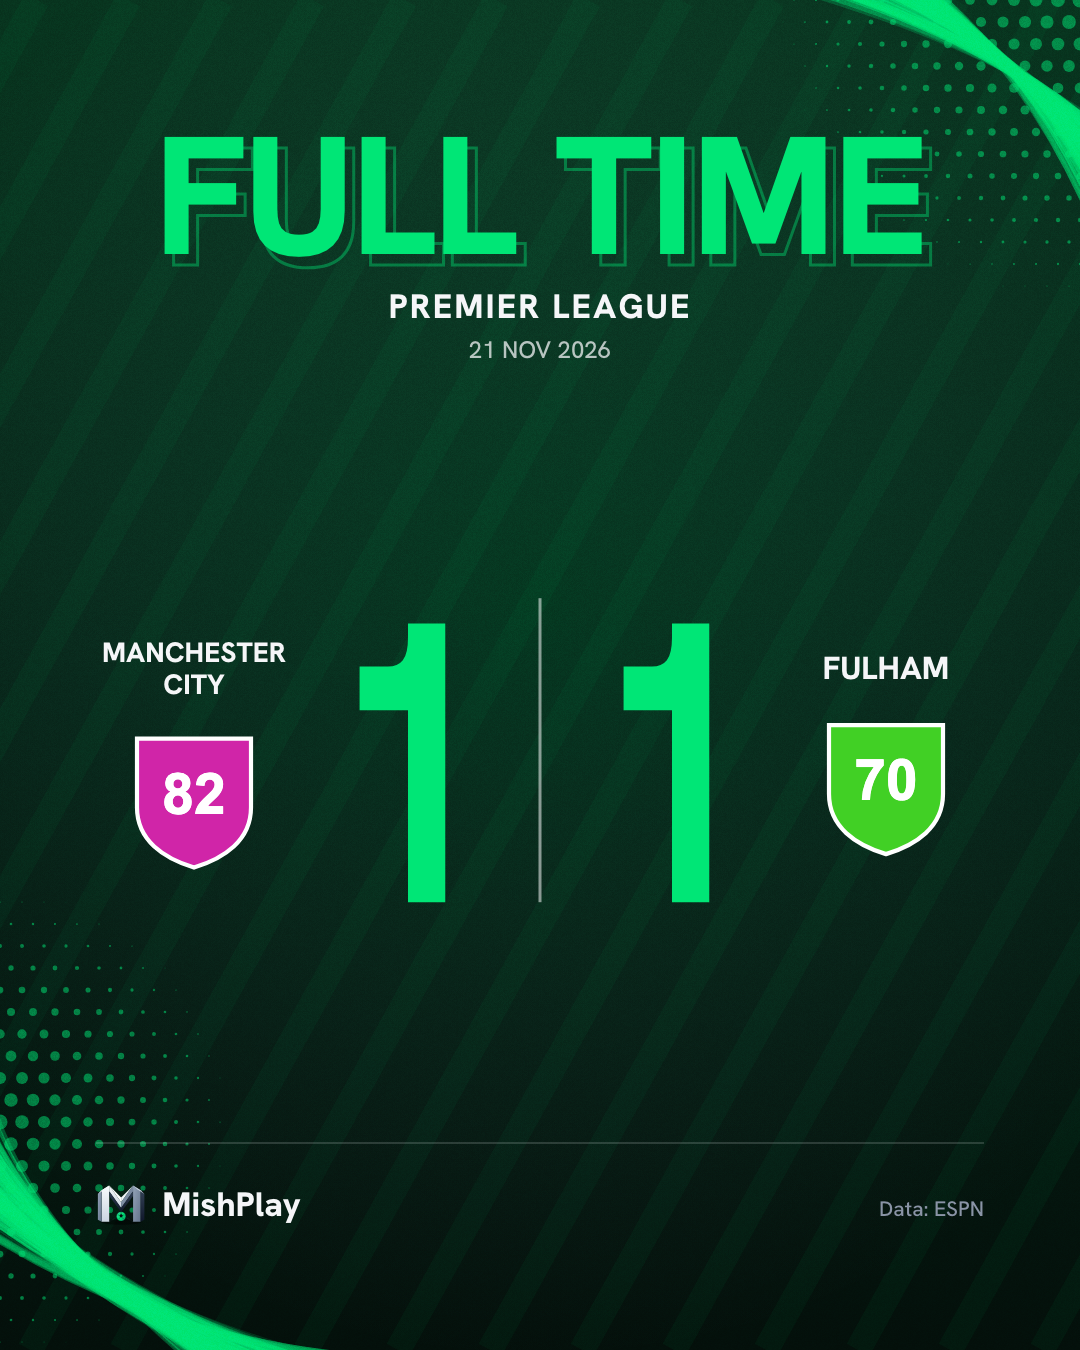 FULL TIME
PREMIER LEAGUE
21 NOV 2026
MANCHESTER
CITY
82
1
1
FULHAM
70
MishPlay
Data: ESPN